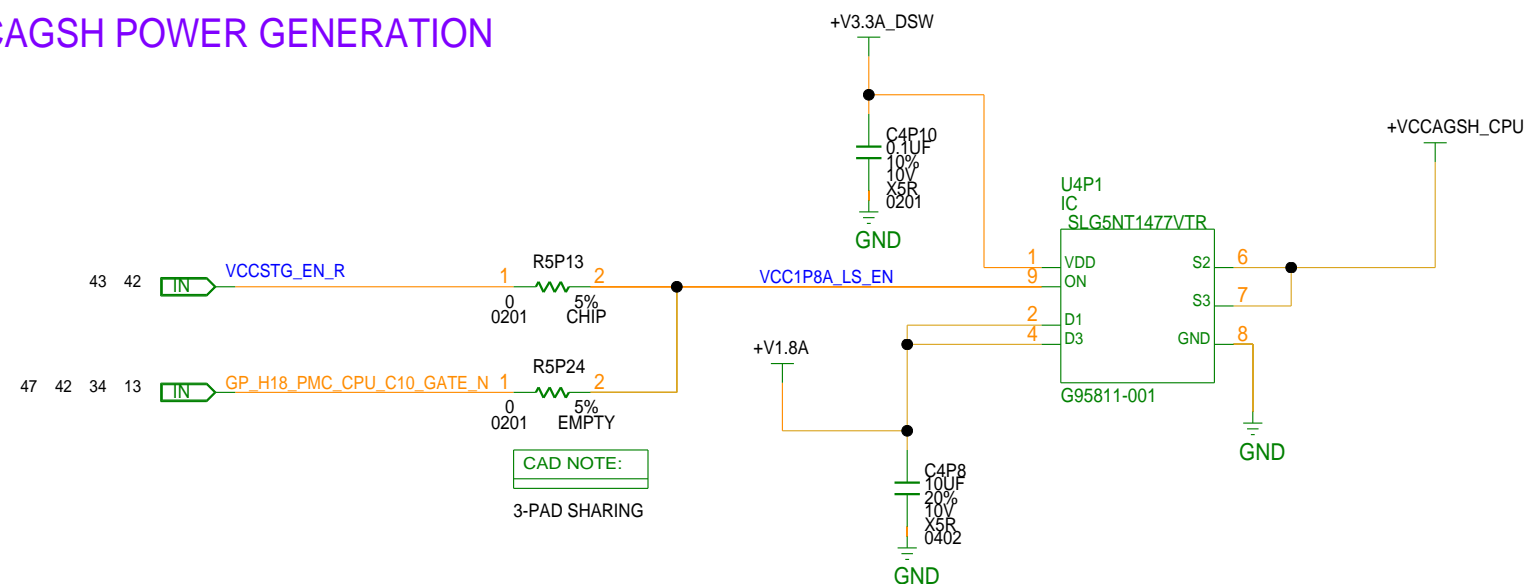 CAGSH POWER GENERATION
+V3.3A_DSW
C4P10
0.1UF
10%
10V
X5R
0201
GND
+VCCAGSH_CPU
U4P1
IC
SLG5NT1477VTR
1 VDD
9 ON
2 D1
4 D3
S2 6
S3 7
GND 8
G95811-001
GND
43 42 IN VCCSTG_EN_R 1 R5P13 2 VCC1P8A_LS_EN
0 5%
0201 CHIP
47 42 34 13 IN GP_H18_PMC_CPU_C10_GATE_N 1 R5P24 2
0 5%
0201 EMPTY
CAD NOTE:
3-PAD SHARING
+V1.8A
C4P8
10UF
20%
10V
X5R
0402
GND